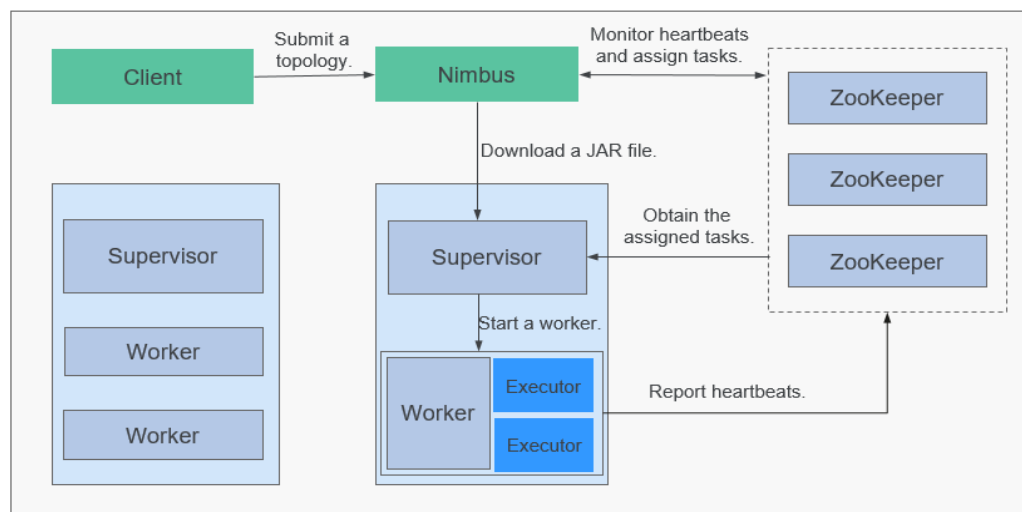 Client
Submit a
topology.
Nimbus
Monitor heartbeats
and assign tasks.
ZooKeeper
ZooKeeper
ZooKeeper
Download a JAR file.
Obtain the
assigned tasks.
Supervisor
Worker
Worker
Supervisor
Start a worker.
Worker
Executor
Executor
Report heartbeats.